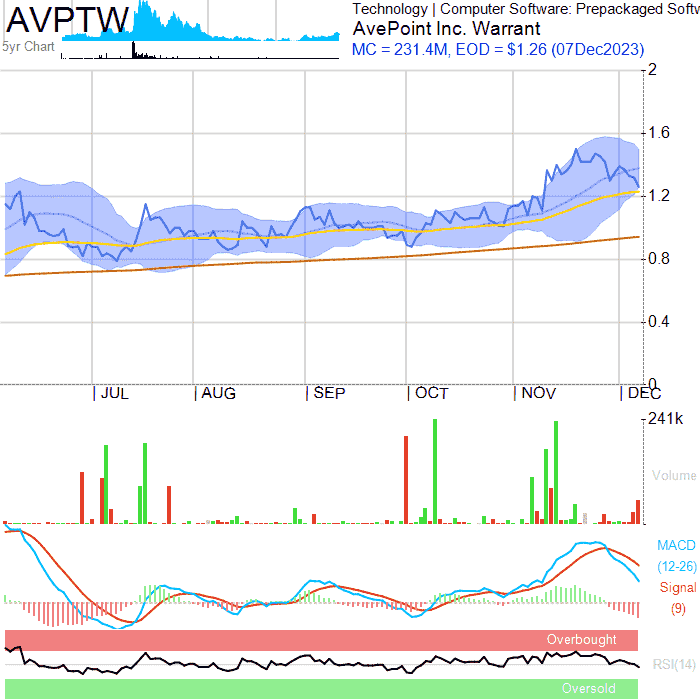 AVPTW
5yr Chart
Technology | Computer Software: Prepackaged Softw
AvePoint Inc. Warrant
MC = 231.4M, EOD = $1.26 (07Dec2023)
2
1.6
1.2
0.8
0.4
0
JUL AUG SEP OCT NOV DEC
241k
Volume
MACD
(12-26)
Signal
(9)
Overbought
RSI(14)
Oversold